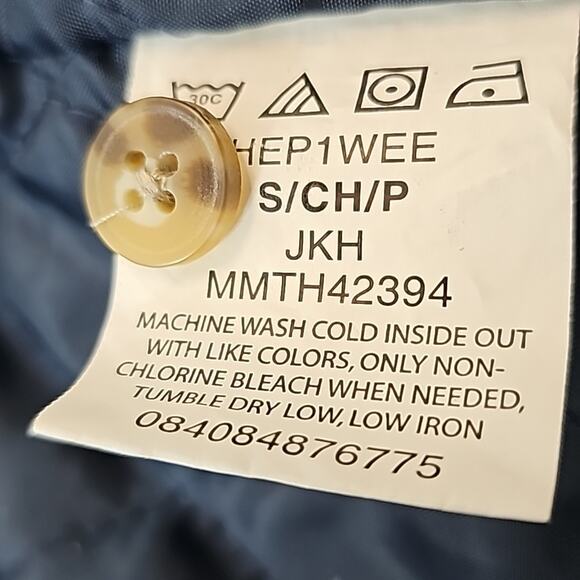 30C
HEP1WEE
S/CH/P
JKH
MMTH42394
MACHINE WASH COLD INSIDE OUT
WITH LIKE COLORS, ONLY NON-
CHLORINE BLEACH WHEN NEEDED,
TUMBLE DRY LOW, LOW IRON
084084876775